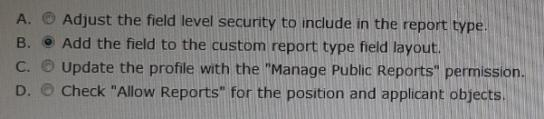 A. Adjust the field level security to include in the report type.
B. Add the field to the custom report type field layout.
C. Update the profile with the "Manage Public Reports" permission.
D. Check "Allow Reports" for the position and applicant objects.